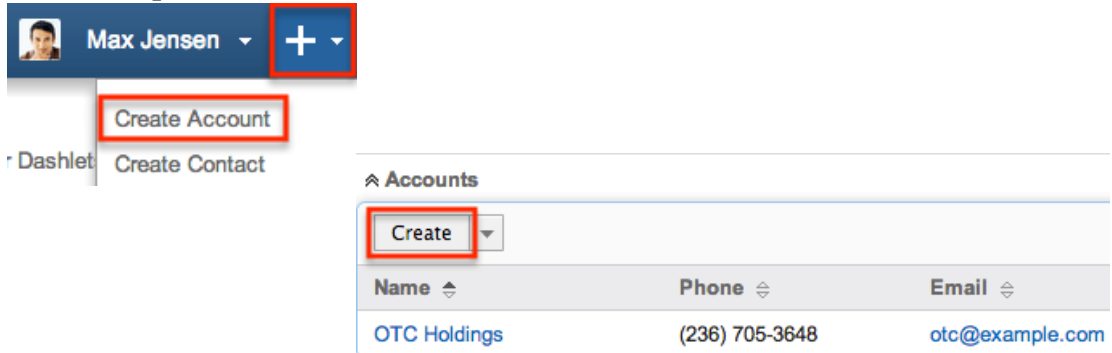 Max Jensen
Create Account
r Dashlet
Create Contact
Accounts
Create
Name Phone Email
OTC Holdings (236) 705-3648 otc@example.com